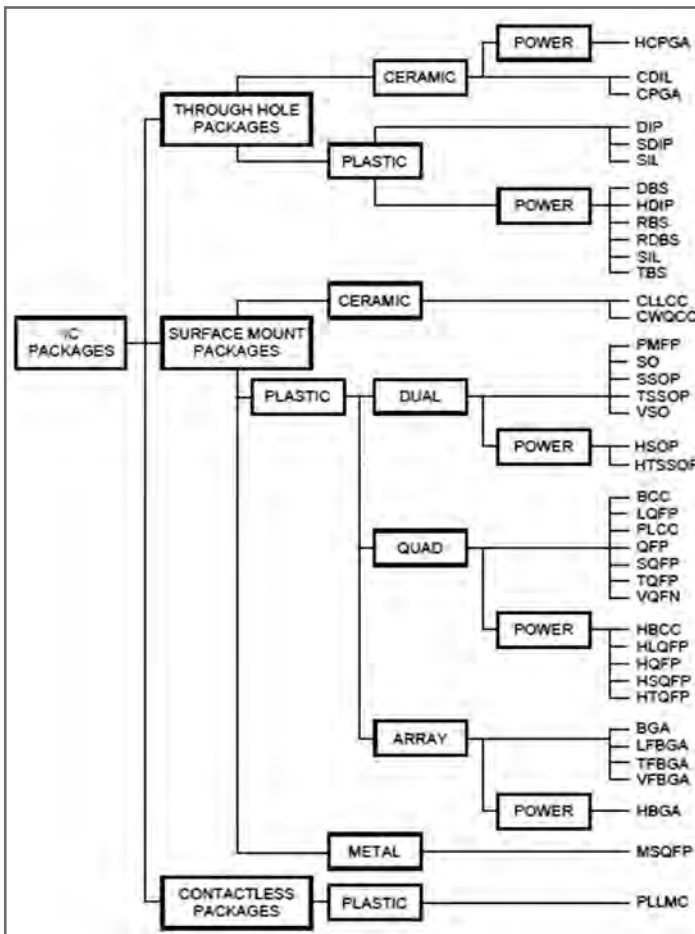 POWER
HCPGA
CERAMIC
CDIL
CPGA
THROUGH HOLE
PACKAGES
DIP
SDIP
SIL
PLASTIC
DBS
HDIP
POWER
RBS
RDBS
SIL
TBS
CERAMIC
CLLCC
CWQCC
IC
PACKAGES
SURFACE MOUNT
PACKAGES
PMFP
SO
SSOP
PLASTIC
DUAL
TSSOP
VSO
POWER
HSOP
HTSSOP
BCC
LQFP
PLCC
QUAD
QFP
SQFP
TQFP
VQFN
POWER
HBCC
HLQFP
HQFP
HSQFP
HTQFP
ARRAY
BGA
LFBGA
TFBGA
VFBGA
POWER
HBGA
METAL
MSQFP
CONTACTLESS
PACKAGES
PLASTIC
PLLMC